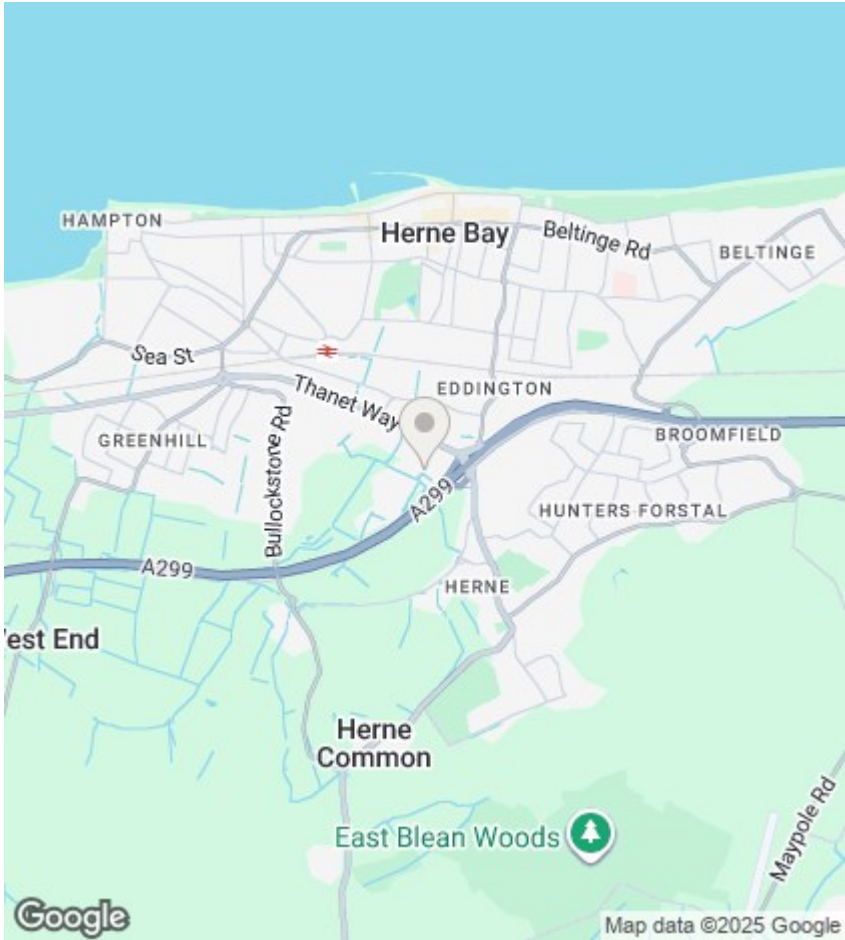 HAMPTON
Herne Bay
Beltinge Rd
BELTINGE
Sea St
Thanet Way
EDDINGTON
GREENHILL
Bullockstone Rd
BROOMFIELD
A299
HUNTERS FORSTAL
A299
HERNE
est End
Herne
Common
East Blean Woods
Maypole Rd
Google
Map data ©2025 Google